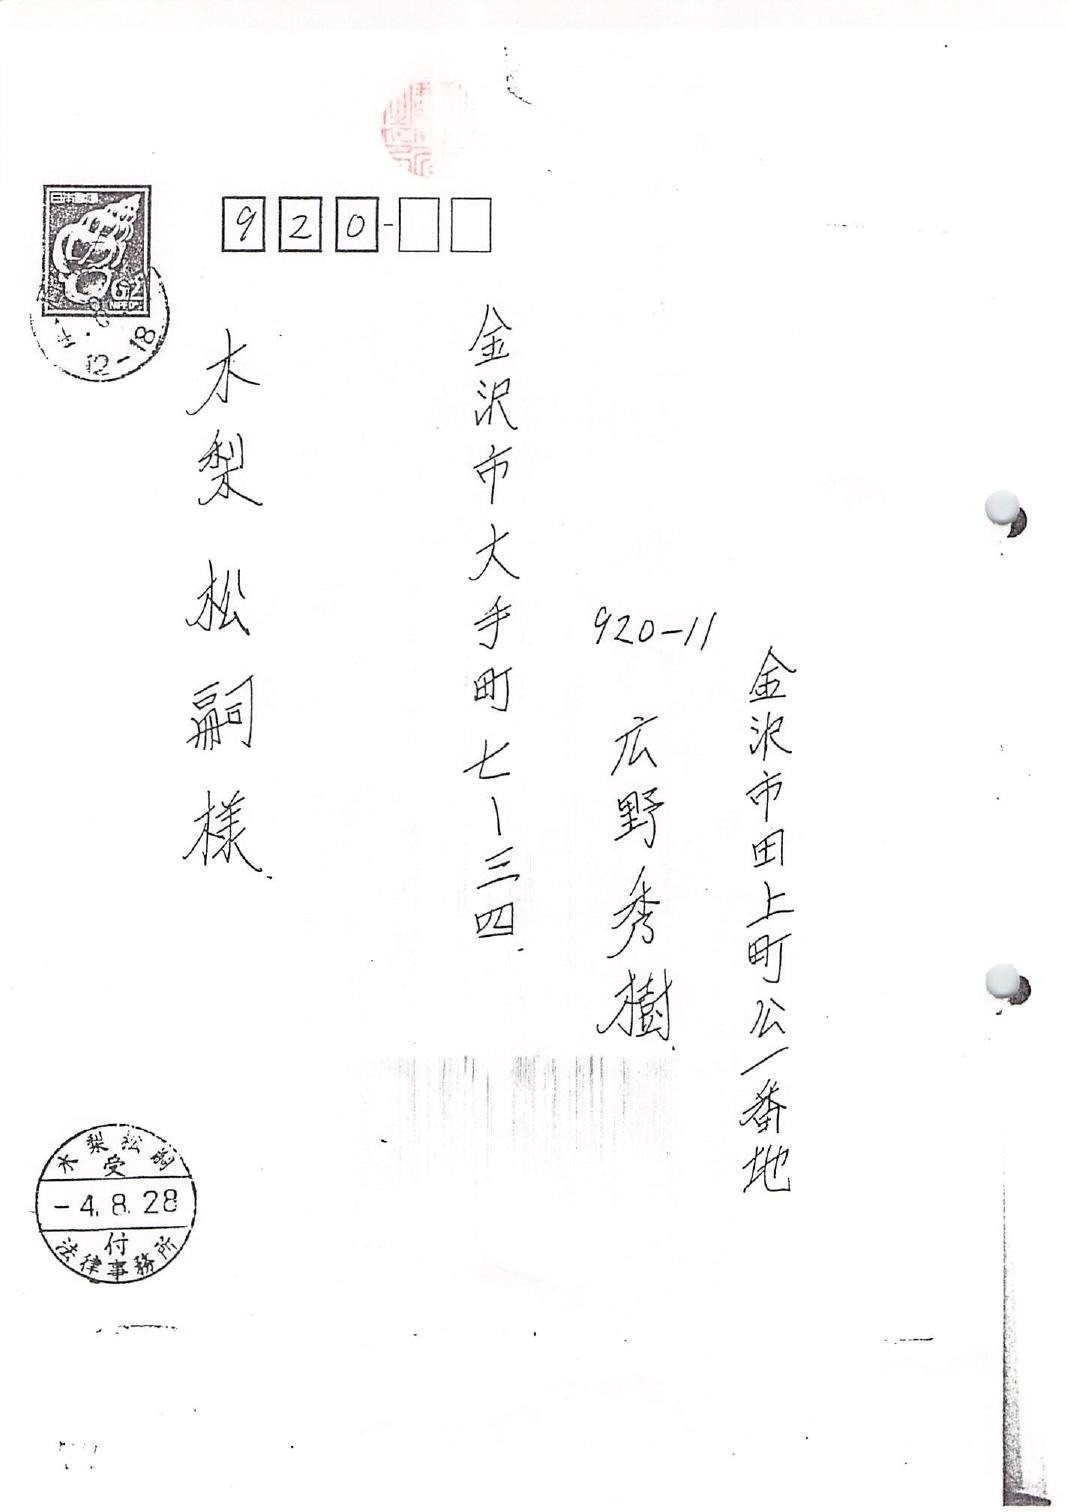 日本郵便
62
NIPPON
12-18
920-
金沢市田上町公一番地
920-11
広野秀樹
金沢市大手町七-三四
木梨松嗣様
木梨松嗣
受
-4.8.28
付
法律事務所